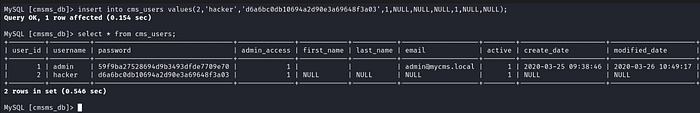 MySQL [cmsms_db]> insert into cms_users values(2,'hacker','d6a6bc0db10694a2d90e3a69648f3a03',1,NULL,NULL,NULL,1,NULL,NULL);
Query OK, 1 row affected (0.154 sec)
MySQL [cmsms_db]> select * from cms_users;
+---------+----------+----------------------------------+--------------+------------+-----------+-------------------+--------+---------------------+---------------------+
| user_id | username | password | admin_access | first_name | last_name | email | active | create_date | modified_date |
+---------+----------+----------------------------------+--------------+------------+-----------+-------------------+--------+---------------------+---------------------+
| 1 | admin | 59f9ba27528694d9b3493dfde7709e70 | 1 | | | admin@mycms.local | 1 | 2020-03-25 09:38:46 | 2020-03-26 10:49:17 |
| 2 | hacker | d6a6bc0db10694a2d90e3a69648f3a03 | 1 | NULL | NULL | NULL | 1 | NULL | NULL |
+---------+----------+----------------------------------+--------------+------------+-----------+-------------------+--------+---------------------+---------------------+
2 rows in set (0.546 sec)
MySQL [cmsms_db]>